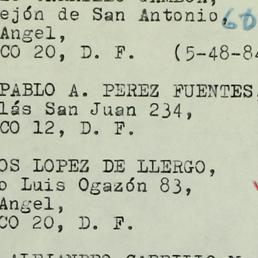 ejón de San Antonio,
Angel,
CO 20, D. F. (5-48-8
PABLO A. PEREZ FUENTES,
lás San Juan 234,
CO 12, D. F.
OS LOPEZ DE LLERGO,
o Luis Ogazón 83,
Angel,
CO 20, D. F.